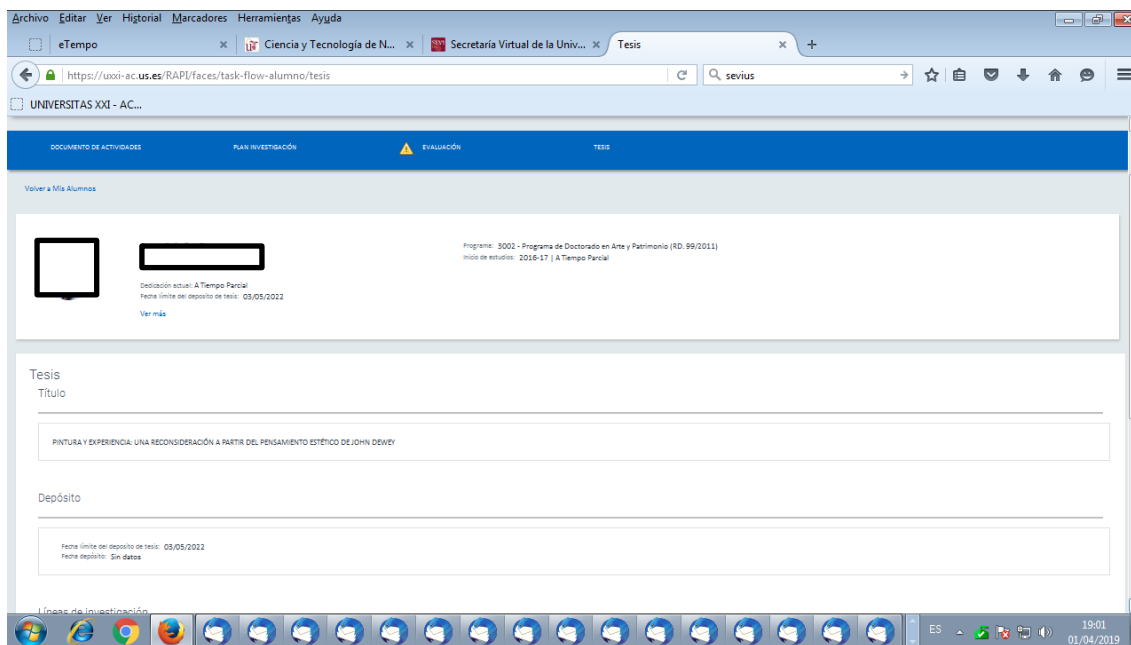 Archivo Editar Ver Historial Marcadores Herramientas Ayuda
eTempo
Ciencia y Tecnología de N...
Secretaría Virtual de la Univ...
Tesis
https://uxxi-ac.us.es/RAPI/faces/task-flow-alumno/tesis
sevius
UNIVERSITAS XXI - AC...
DOCUMENTO DE ACTIVIDADES
PLAN INVESTIGACIÓN
EVALUACIÓN
TESIS
Volver a Mis Alumnos
Dedicación actual: A Tiempo Parcial
Fecha límite del deposito de tesis: 03/05/2022
Ver más
Programa: 3002 - Programa de Doctorado en Arte y Patrimonio (RD. 99/2011)
Inicio de estudios: 2016-17 | A Tiempo Parcial
Tesis
Título
PINTURA Y EXPERIENCIA: UNA RECONSIDERACIÓN A PARTIR DEL PENSAMIENTO ESTÉTICO DE JOHN DEWEY
Depósito
Fecha límite del deposito de tesis: 03/05/2022
Fecha depósito: Sin datos
Líneas de investigación
ES
19:01
01/04/2019